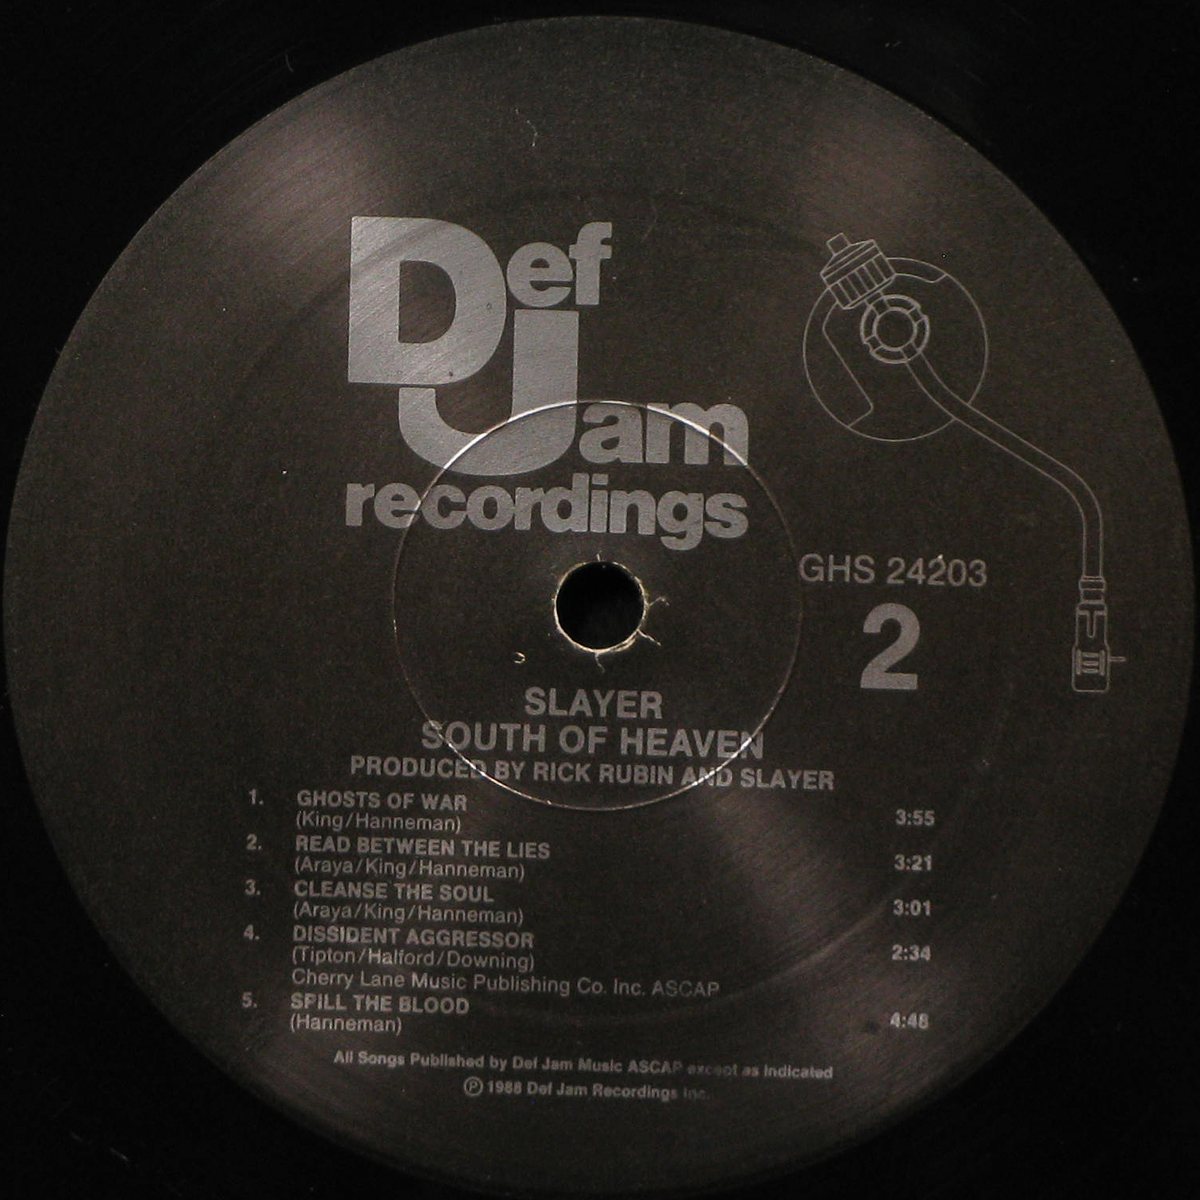 Def
Jam
recordings
GHS 24203
2
SLAYER
SOUTH OF HEAVEN
PRODUCED BY RICK RUBIN AND SLAYER
1. GHOSTS OF WAR
(King/Hanneman) 3:55
2. READ BETWEEN THE LIES
(Araya/King/Hanneman) 3:21
3. CLEANSE THE SOUL
(Araya/King/Hanneman) 3:01
4. DISSIDENT AGGRESSOR
(Tipton/Halford/Downing) 2:34
Cherry Lane Music Publishing Co. Inc. ASCAP
5. SPILL THE BLOOD
(Hanneman) 4:48
All Songs Published by Def Jam Music ASCAP except as indicated
Ⓟ 1988 Def Jam Recordings Inc.